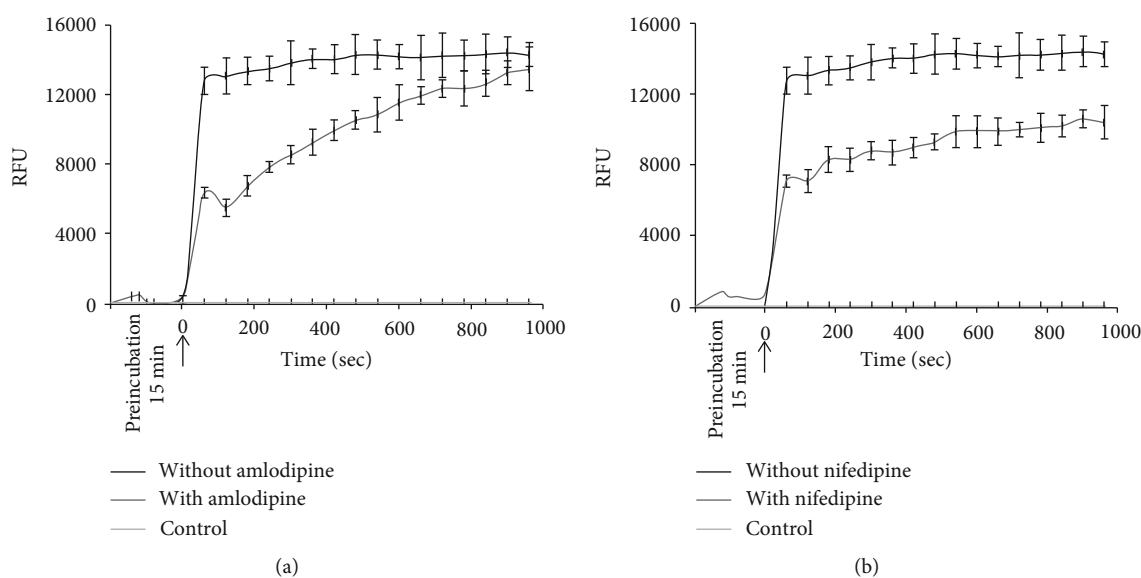 16000
12000
8000
4000
0
RFU
0
200
400
600
800
1000
Time (sec)
Preincubation
15 min
Without amlodipine
With amlodipine
Control
(a)
16000
12000
8000
4000
0
RFU
0
200
400
600
800
1000
Time (sec)
Preincubation
15 min
Without nifedipine
With nifedipine
Control
(b)